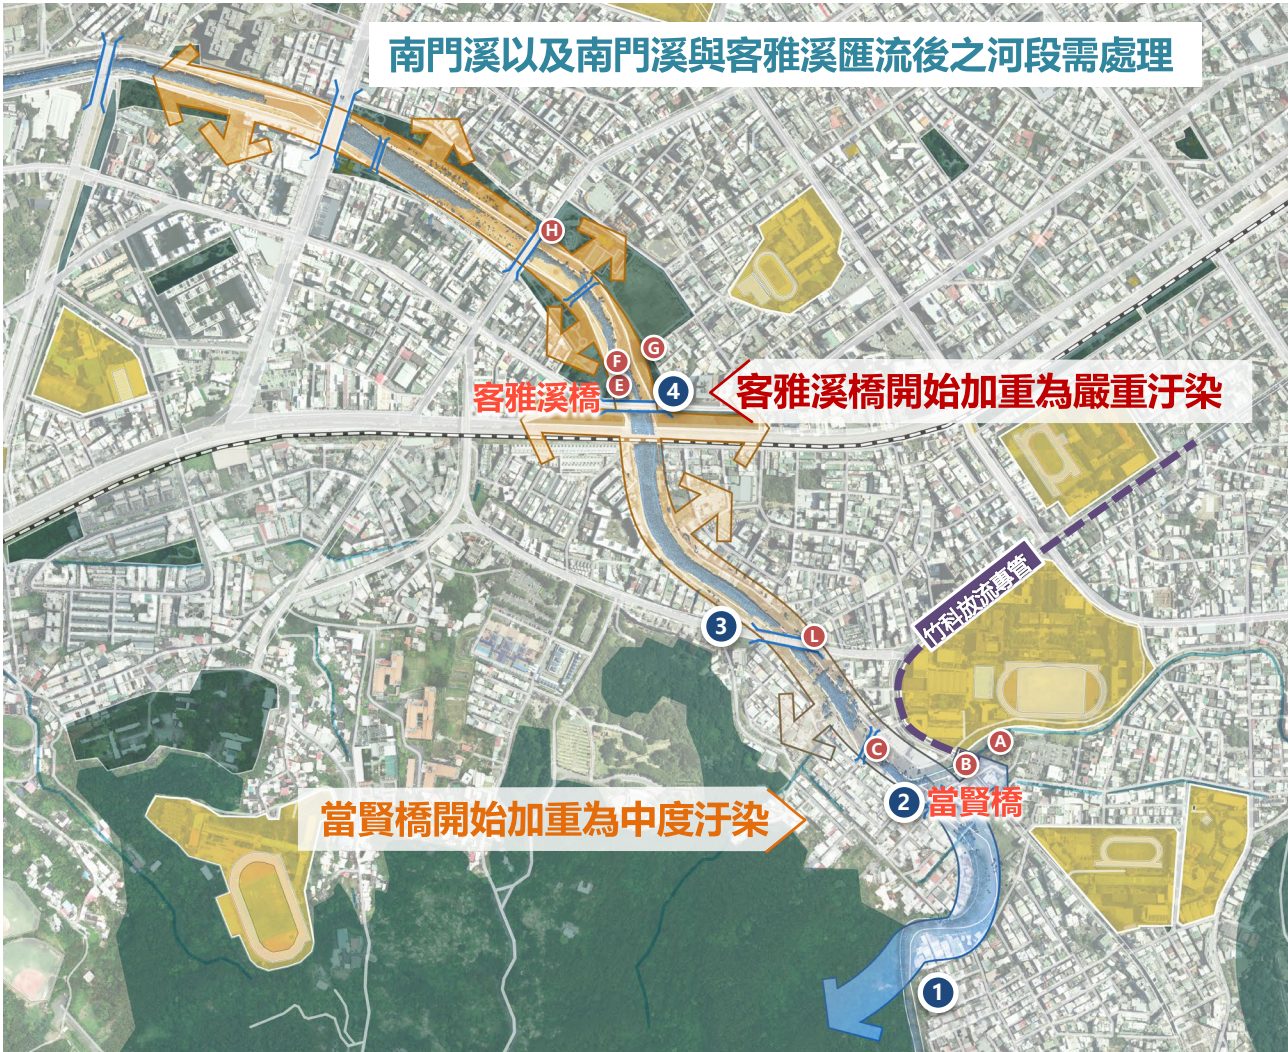 南門溪以及南門溪與客雅溪匯流後之河段需處理
H
G
F
E
4
客雅溪橋
客雅溪橋開始加重為嚴重汙染
竹科放流專管
3
L
A
C
B
2
當賢橋
當賢橋開始加重為中度汙染
1